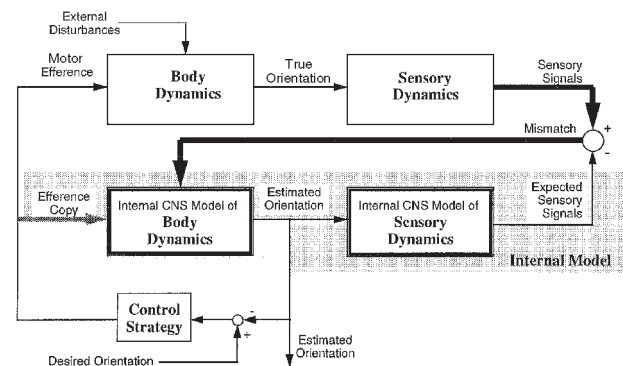 External
Disturbances
Motor
Efference
Body
Dynamics
True
Orientation
Sensory
Dynamics
Sensory
Signals
+
Mismatch
-
Efference
Copy
Internal CNS Model of
Body
Dynamics
Estimated
Orientation
Internal CNS Model of
Sensory
Dynamics
Expected
Sensory
Signals
Internal Model
Control
Strategy
-
+
Estimated
Orientation
Desired Orientation